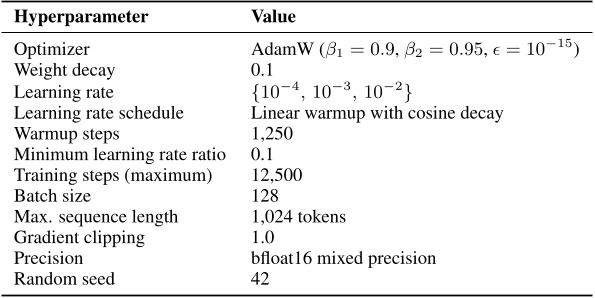 Hyperparameter Value
Optimizer AdamW (β₁ = 0.9, β₂ = 0.95, ϵ = 10⁻¹⁵)
Weight decay 0.1
Learning rate {10⁻⁴, 10⁻³, 10⁻²}
Learning rate schedule Linear warmup with cosine decay
Warmup steps 1,250
Minimum learning rate ratio 0.1
Training steps (maximum) 12,500
Batch size 128
Max. sequence length 1,024 tokens
Gradient clipping 1.0
Precision bfloat16 mixed precision
Random seed 42